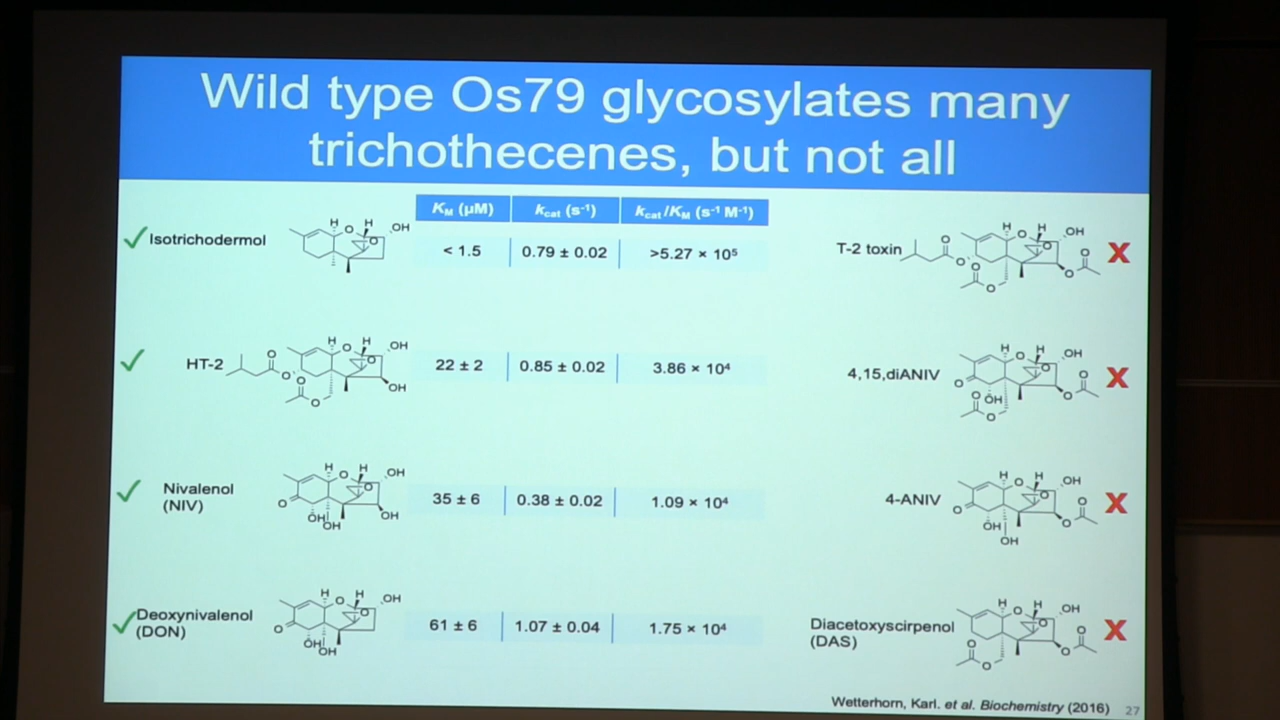 Wild type Os79 glycosylates many
trichothecenes, but not all
K_M (µM) k_cat (s⁻¹) k_cat/K_M (s⁻¹ M⁻¹)
Isotrichodermol < 1.5 0.79 ± 0.02 >5.27 × 10⁵
HT-2 22 ± 2 0.85 ± 0.02 3.86 × 10⁴
Nivalenol
(NIV) 35 ± 6 0.38 ± 0.02 1.09 × 10⁴
Deoxynivalenol
(DON) 61 ± 6 1.07 ± 0.04 1.75 × 10⁴
T-2 toxin X
4,15,diANIV X
4-ANIV X
Diacetoxyscirpenol
(DAS) X
Wetterhorn, Karl. et al. Biochemistry (2016) 27